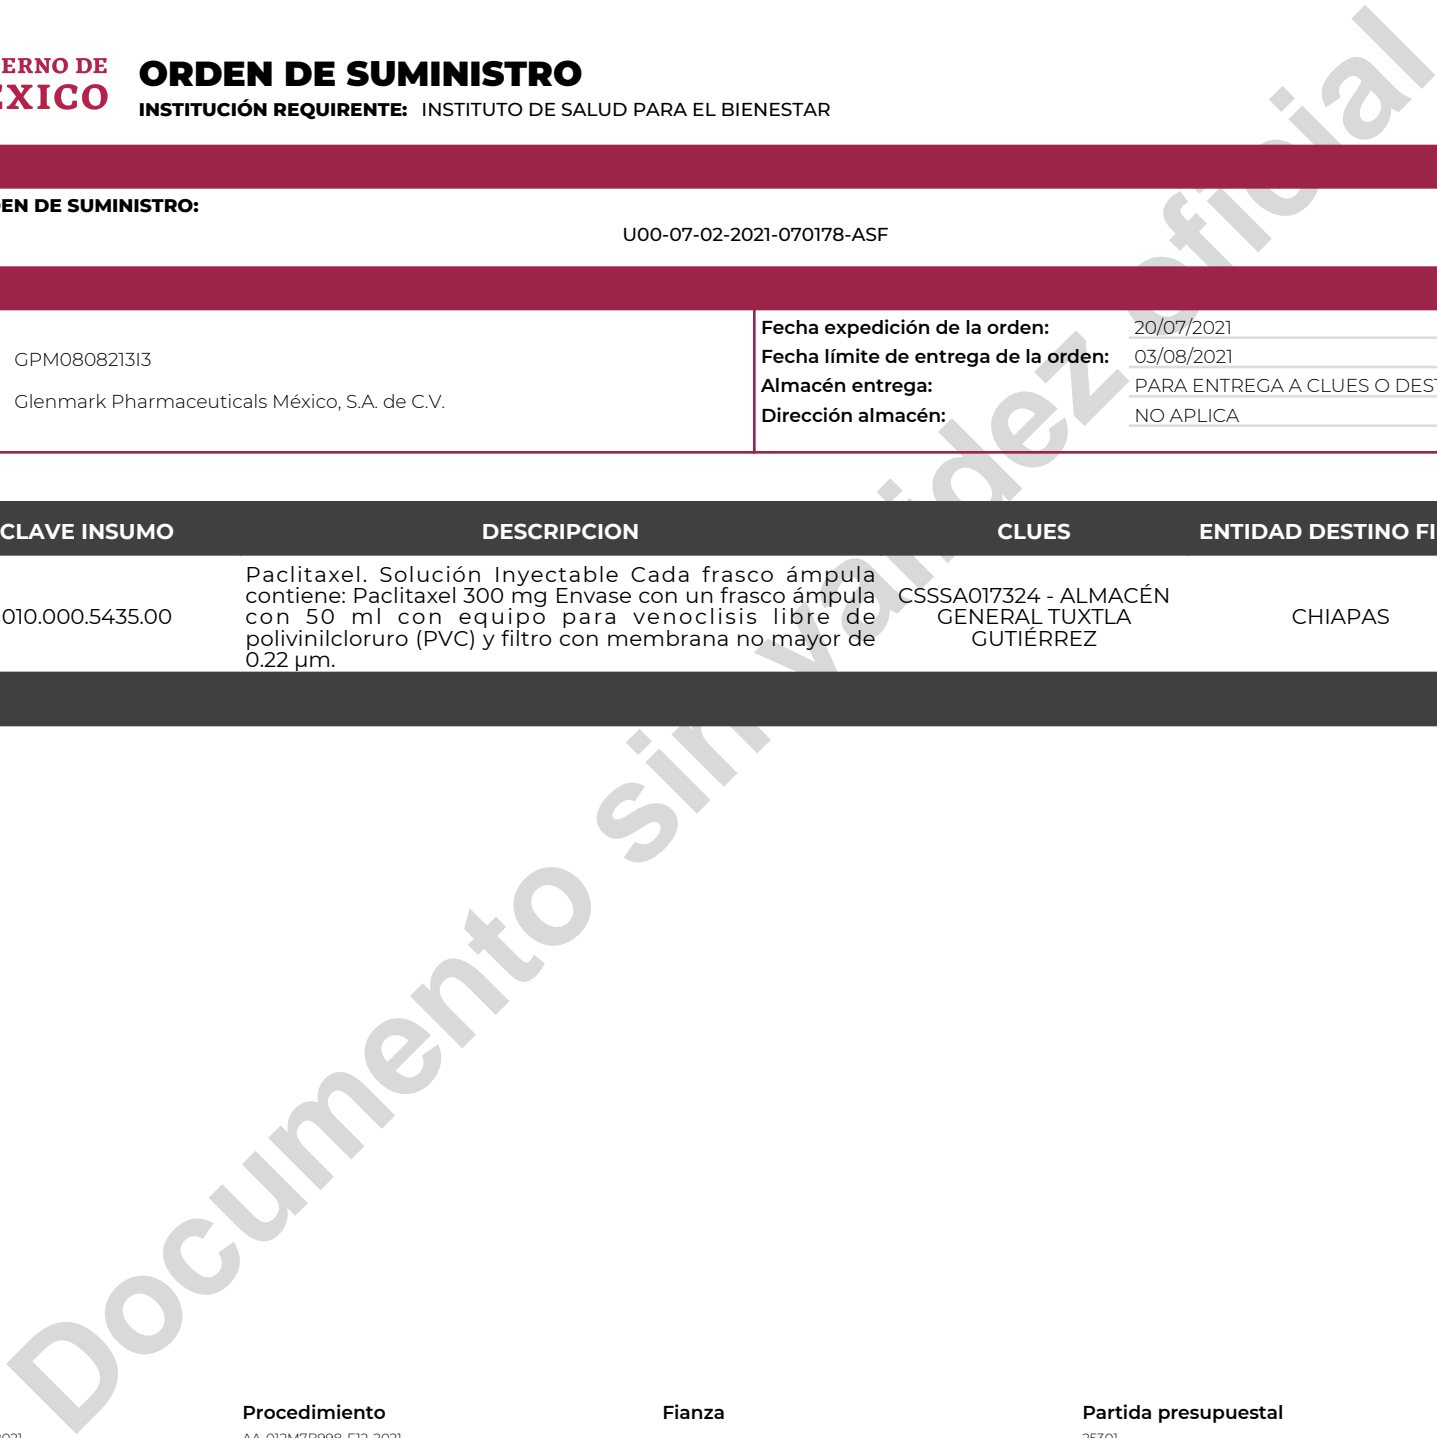 ERNO DE
ÉXICO
ORDEN DE SUMINISTRO
INSTITUCIÓN REQUIRENTE: INSTITUTO DE SALUD PARA EL BIENESTAR
EN DE SUMINISTRO:
U00-07-02-2021-070178-ASF
GPM0808213I3
Glenmark Pharmaceuticals México, S.A. de C.V.
Fecha expedición de la orden: 20/07/2021
Fecha límite de entrega de la orden: 03/08/2021
Almacén entrega: PARA ENTREGA A CLUES O DEST
Dirección almacén: NO APLICA
CLAVE INSUMO DESCRIPCION CLUES ENTIDAD DESTINO FI
010.000.5435.00
Paclitaxel. Solución Inyectable Cada frasco ámpula
contiene: Paclitaxel 300 mg Envase con un frasco ámpula
con 50 ml con equipo para venoclisis libre de
polivinilcloruro (PVC) y filtro con membrana no mayor de
0.22 µm.
CSSSA017324 - ALMACÉN
GENERAL TUXTLA
GUTIÉRREZ
CHIAPAS
Documento sin validez oficial
Procedimiento Fianza Partida presupuestal